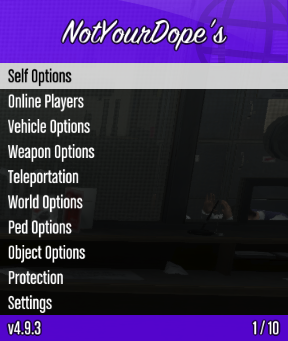 NotYourDope's
Self Options
Online Players
Vehicle Options
Weapon Options
Teleportation
World Options
Ped Options
Object Options
Protection
Settings
v4.9.3 1 / 10